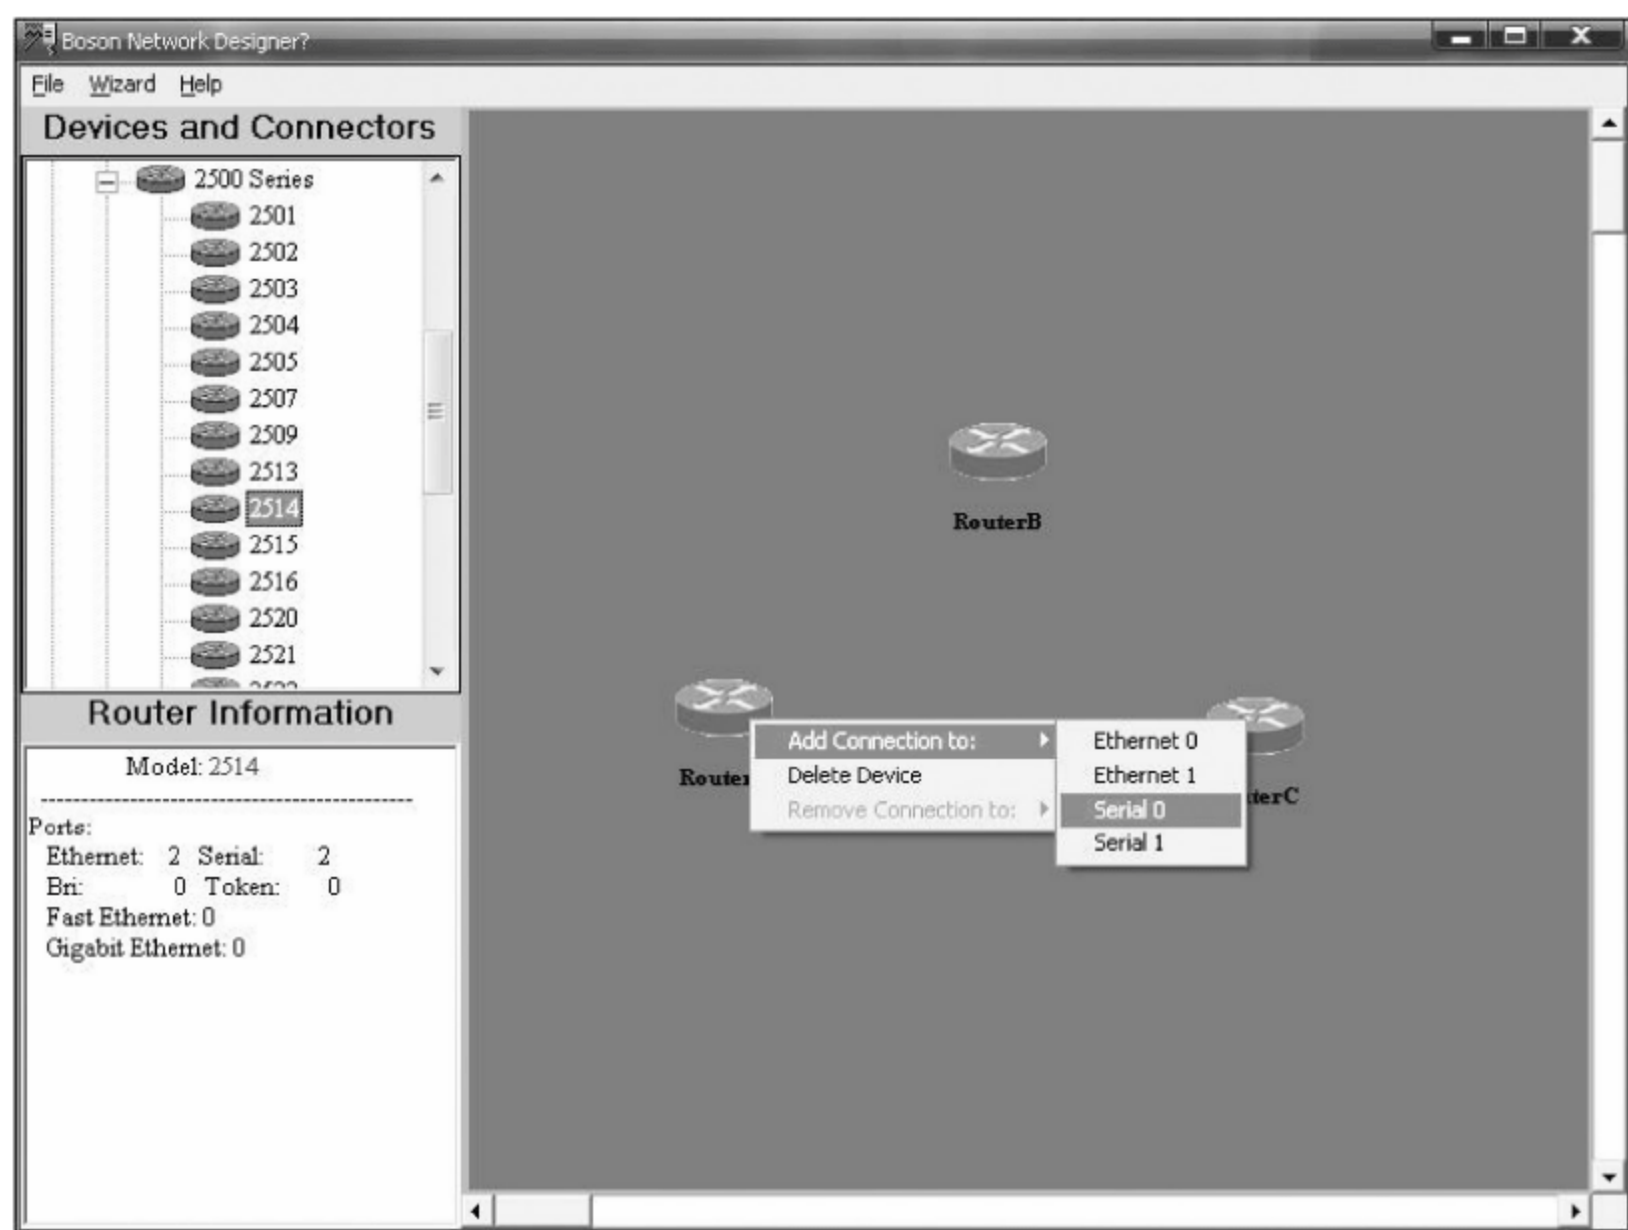 Boson Network Designer?
File Wizard Help
Devices and Connectors
2500 Series
2501
2502
2503
2504
2505
2507
2509
2513
2514
2515
2516
2520
2521
Router Information
Model: 2514
Ports:
Ethernet: 2 Serial: 2
Bri: 0 Token: 0
Fast Ethernet: 0
Gigabit Ethernet: 0
RouterB
Add Connection to:
Delete Device
Remove Connection to:
Ethernet 0
Ethernet 1
Serial 0
Serial 1